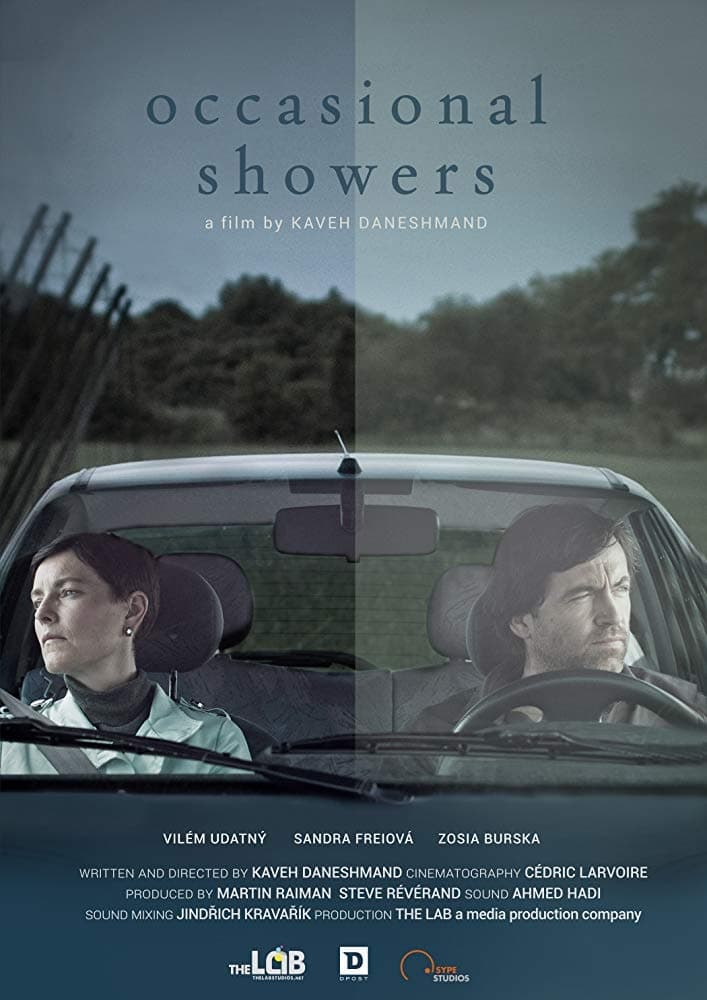 occasional
showers
a film by KAVEH DANESHMAND
VILÉM UDATNÝ SANDRA FREIOVÁ ZOSIA BURSKA
WRITTEN AND DIRECTED BY KAVEH DANESHMAND CINEMATOGRAPHY CÉDRIC LARVOIRE
PRODUCED BY MARTIN RAIMAN STEVE RÉVÉRAND SOUND AHMED HADI
SOUND MIXING JINDŘICH KRAVAŘÍK PRODUCTION THE LAB a media production company
THE LAB
THELABSTUDIOS.NET
D
DPOST
SYPE
STUDIOS